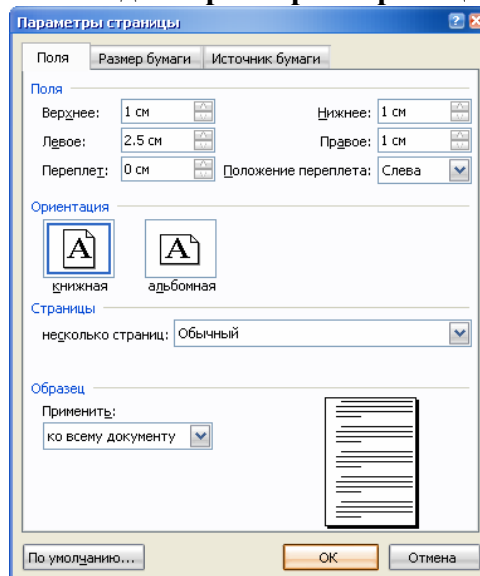 Параметры страницы
Поля Размер бумаги Источник бумаги
Поля
Верхнее: 1 см Нижнее: 1 см
Левое: 2.5 см Правое: 1 см
Переплет: 0 см Положение переплета: Слева
Ориентация
A A
книжная альбомная
Страницы
несколько страниц: Обычный
Образец
Применить:
ко всему документу
По умолчанию... ОК Отмена